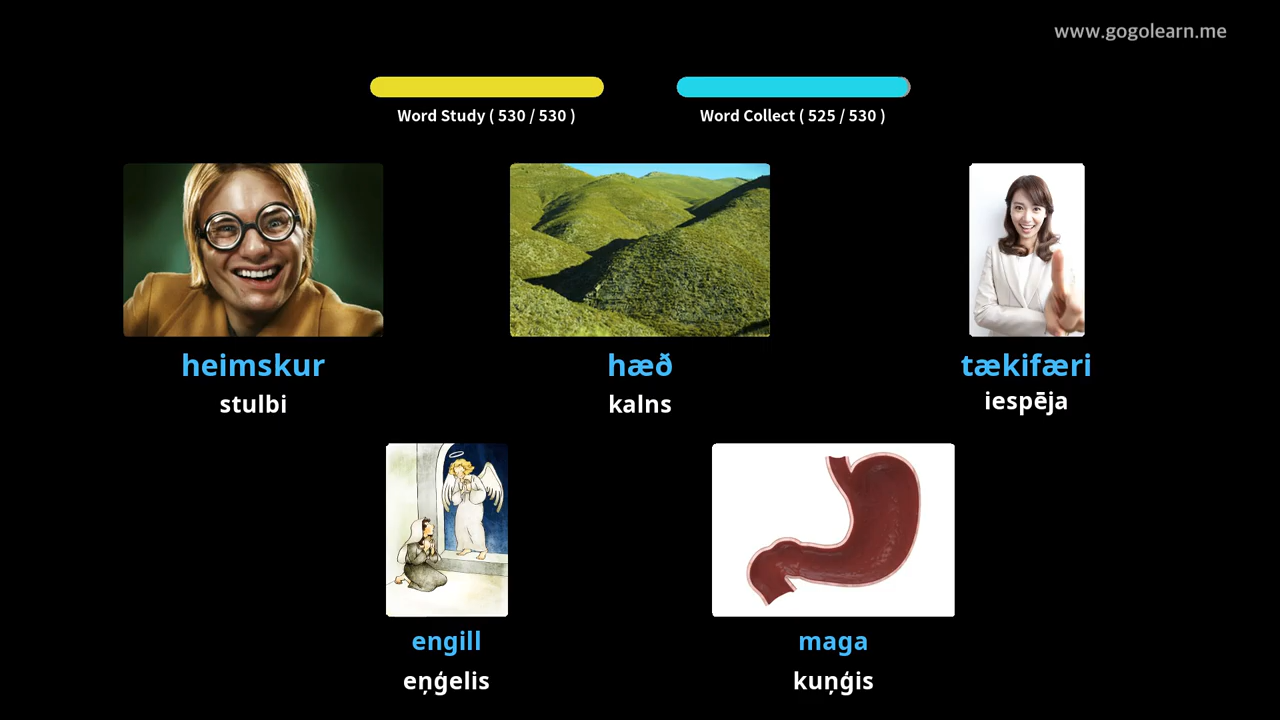 www.gogolearn.me
Word Study ( 530 / 530 )
Word Collect ( 525 / 530 )
heimskur
stulbi
hæð
kalns
tækifæri
iespēja
engill
eņģelis
maga
kuņģis